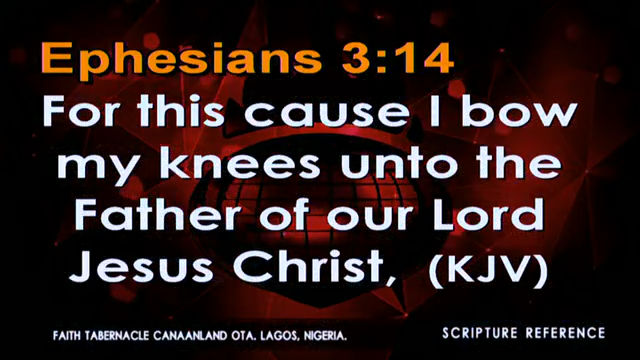 Ephesians 3:14
For this cause I bow
my knees unto the
Father of our Lord
Jesus Christ, (KJV)
FAITH TABERNACLE CANAANLAND OTA. LAGOS, NIGERIA.
SCRIPTURE REFERENCE